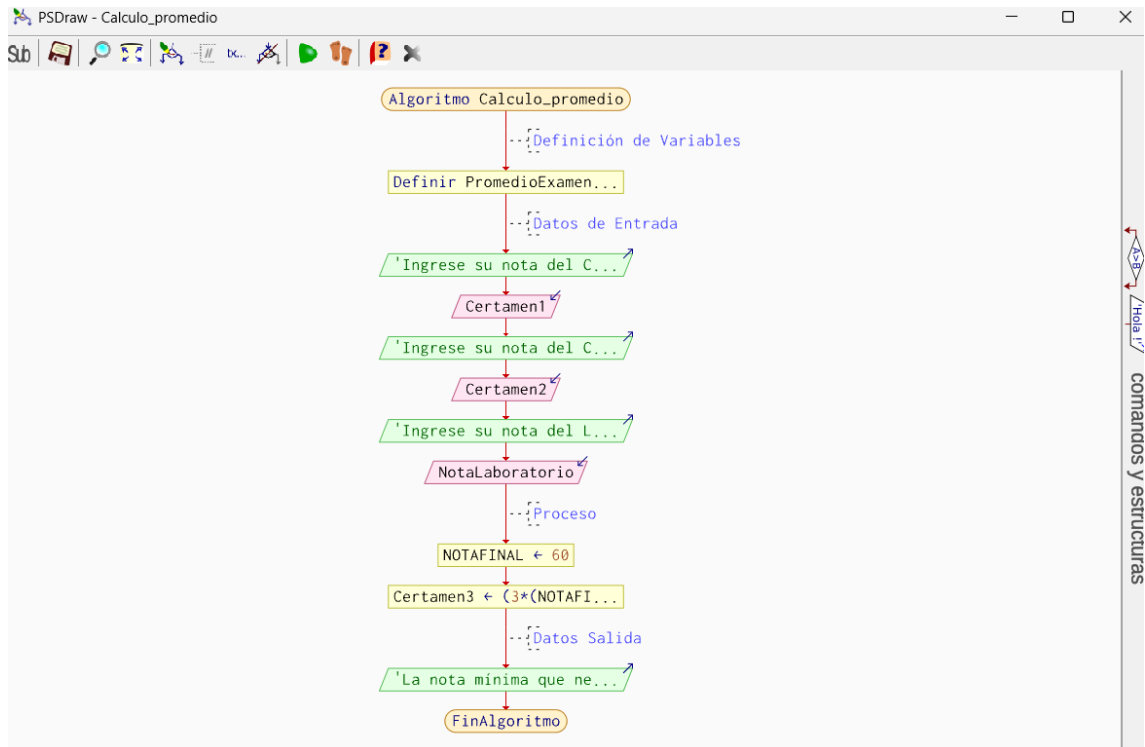 PSDraw - Calculo_promedio
Sub
Algoritmo Calculo_promedio
Definición de Variables
Definir PromedioExamen...
Datos de Entrada
'Ingrese su nota del C...
Certamen1
'Ingrese su nota del C...
Certamen2
'Ingrese su nota del L...
NotaLaboratorio
Proceso
NOTAFINAL ← 60
Certamen3 ← (3*(NOTAFI...
Datos Salida
'La nota mínima que ne...
FinAlgoritmo
A>B
'Hola !'
comandos y estructuras